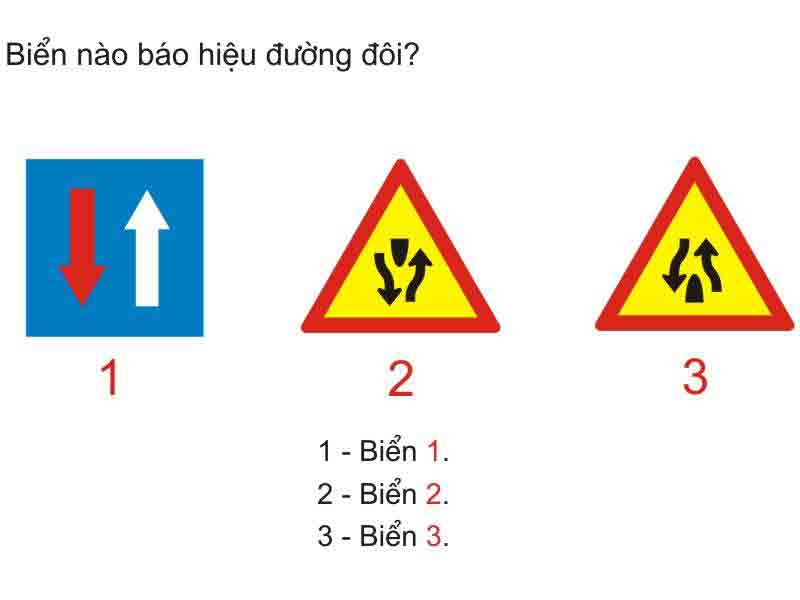 Biển nào báo hiệu đường đôi?
1
2
3
1 - Biển 1.
2 - Biển 2.
3 - Biển 3.